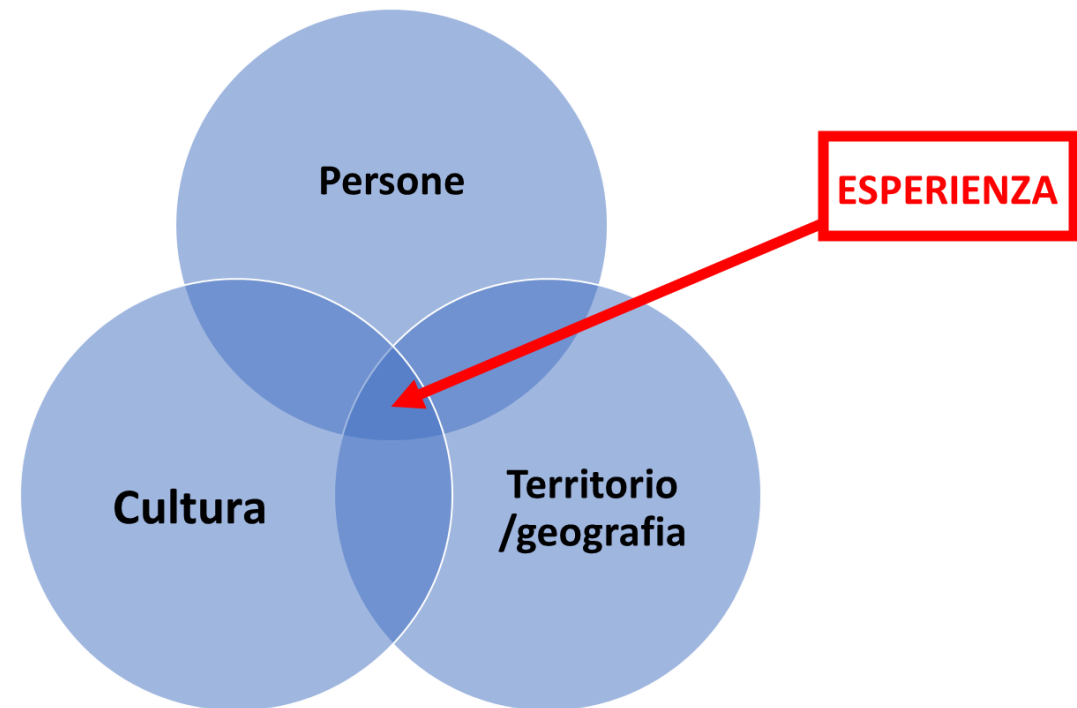 Persone
ESPERIENZA
Cultura
Territorio
/geografia